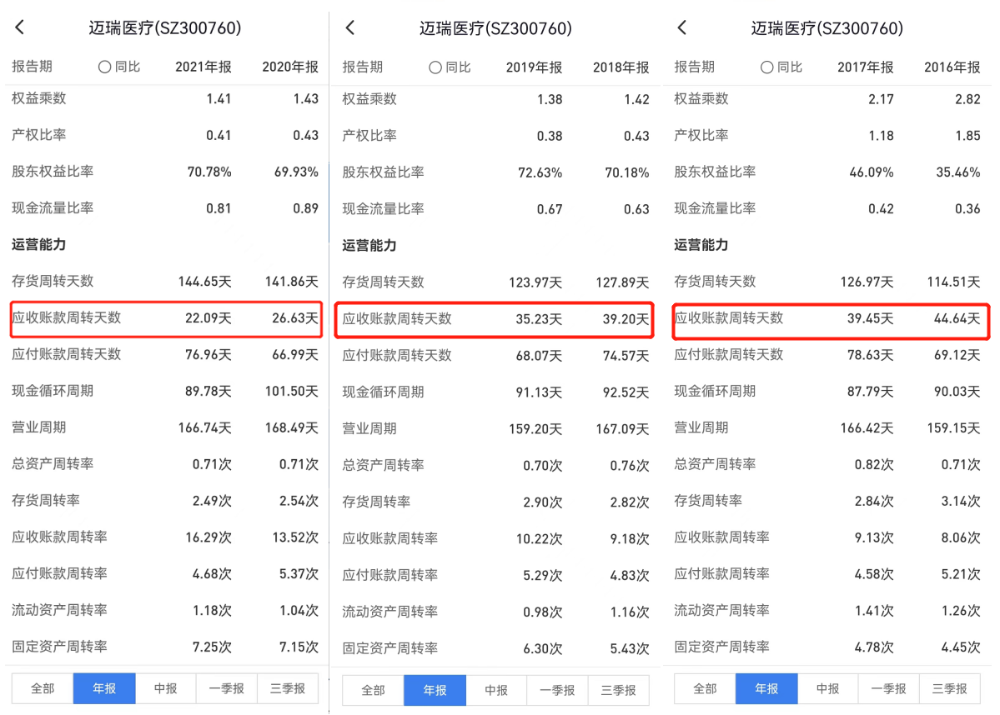 迈瑞医疗(SZ300760)
报告期 同比 2021年报 2020年报
权益乘数 1.41 1.43
产权比率 0.41 0.43
股东权益比率 70.78% 69.93%
现金流量比率 0.81 0.89
运营能力
存货周转天数 144.65天 141.86天
应收账款周转天数 22.09天 26.63天
应付账款周转天数 76.96天 66.99天
现金循环周期 89.78天 101.50天
营业周期 166.74天 168.49天
总资产周转率 0.71次 0.71次
存货周转率 2.49次 2.54次
应收账款周转率 16.29次 13.52次
应付账款周转率 4.68次 5.37次
流动资产周转率 1.18次 1.04次
固定资产周转率 7.25次 7.15次
全部 年报 中报 一季报 三季报
迈瑞医疗(SZ300760)
报告期 同比 2019年报 2018年报
权益乘数 1.38 1.42
产权比率 0.38 0.43
股东权益比率 72.63% 70.18%
现金流量比率 0.67 0.63
运营能力
存货周转天数 123.97天 127.89天
应收账款周转天数 35.23天 39.20天
应付账款周转天数 68.07天 74.57天
现金循环周期 91.13天 92.52天
营业周期 159.20天 167.09天
总资产周转率 0.70次 0.76次
存货周转率 2.90次 2.82次
应收账款周转率 10.22次 9.18次
应付账款周转率 5.29次 4.83次
流动资产周转率 0.98次 1.16次
固定资产周转率 6.30次 5.43次
全部 年报 中报 一季报 三季报
迈瑞医疗(SZ300760)
报告期 同比 2017年报 2016年报
权益乘数 2.17 2.82
产权比率 1.18 1.85
股东权益比率 46.09% 35.46%
现金流量比率 0.42 0.36
运营能力
存货周转天数 126.97天 114.51天
应收账款周转天数 39.45天 44.64天
应付账款周转天数 78.63天 69.12天
现金循环周期 87.79天 90.03天
营业周期 166.42天 159.15天
总资产周转率 0.82次 0.71次
存货周转率 2.84次 3.14次
应收账款周转率 9.13次 8.06次
应付账款周转率 4.58次 5.21次
流动资产周转率 1.41次 1.26次
固定资产周转率 4.78次 4.45次
全部 年报 中报 一季报 三季报